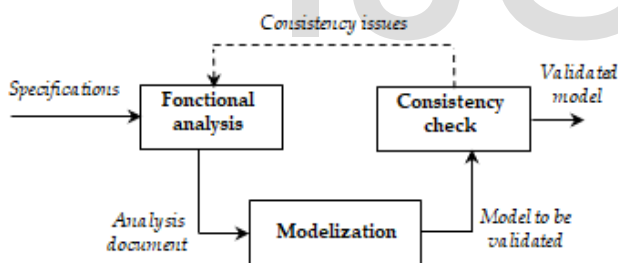 Consistency issues
Specifications
Fonctional
analysis
Consistency
check
Validated
model
Analysis
document
Modelization
Model to be
validated